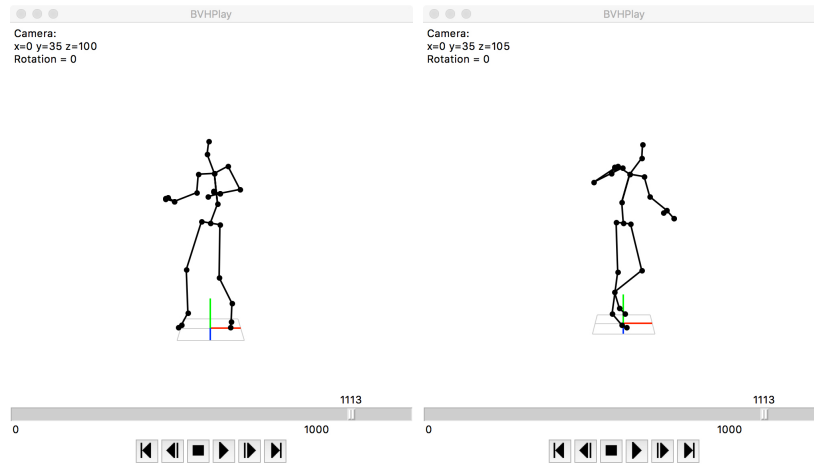 BVHPlay
Camera:
x=0 y=35 z=100
Rotation = 0
1113
0 1000
BVHPlay
Camera:
x=0 y=35 z=105
Rotation = 0
1113
0 1000